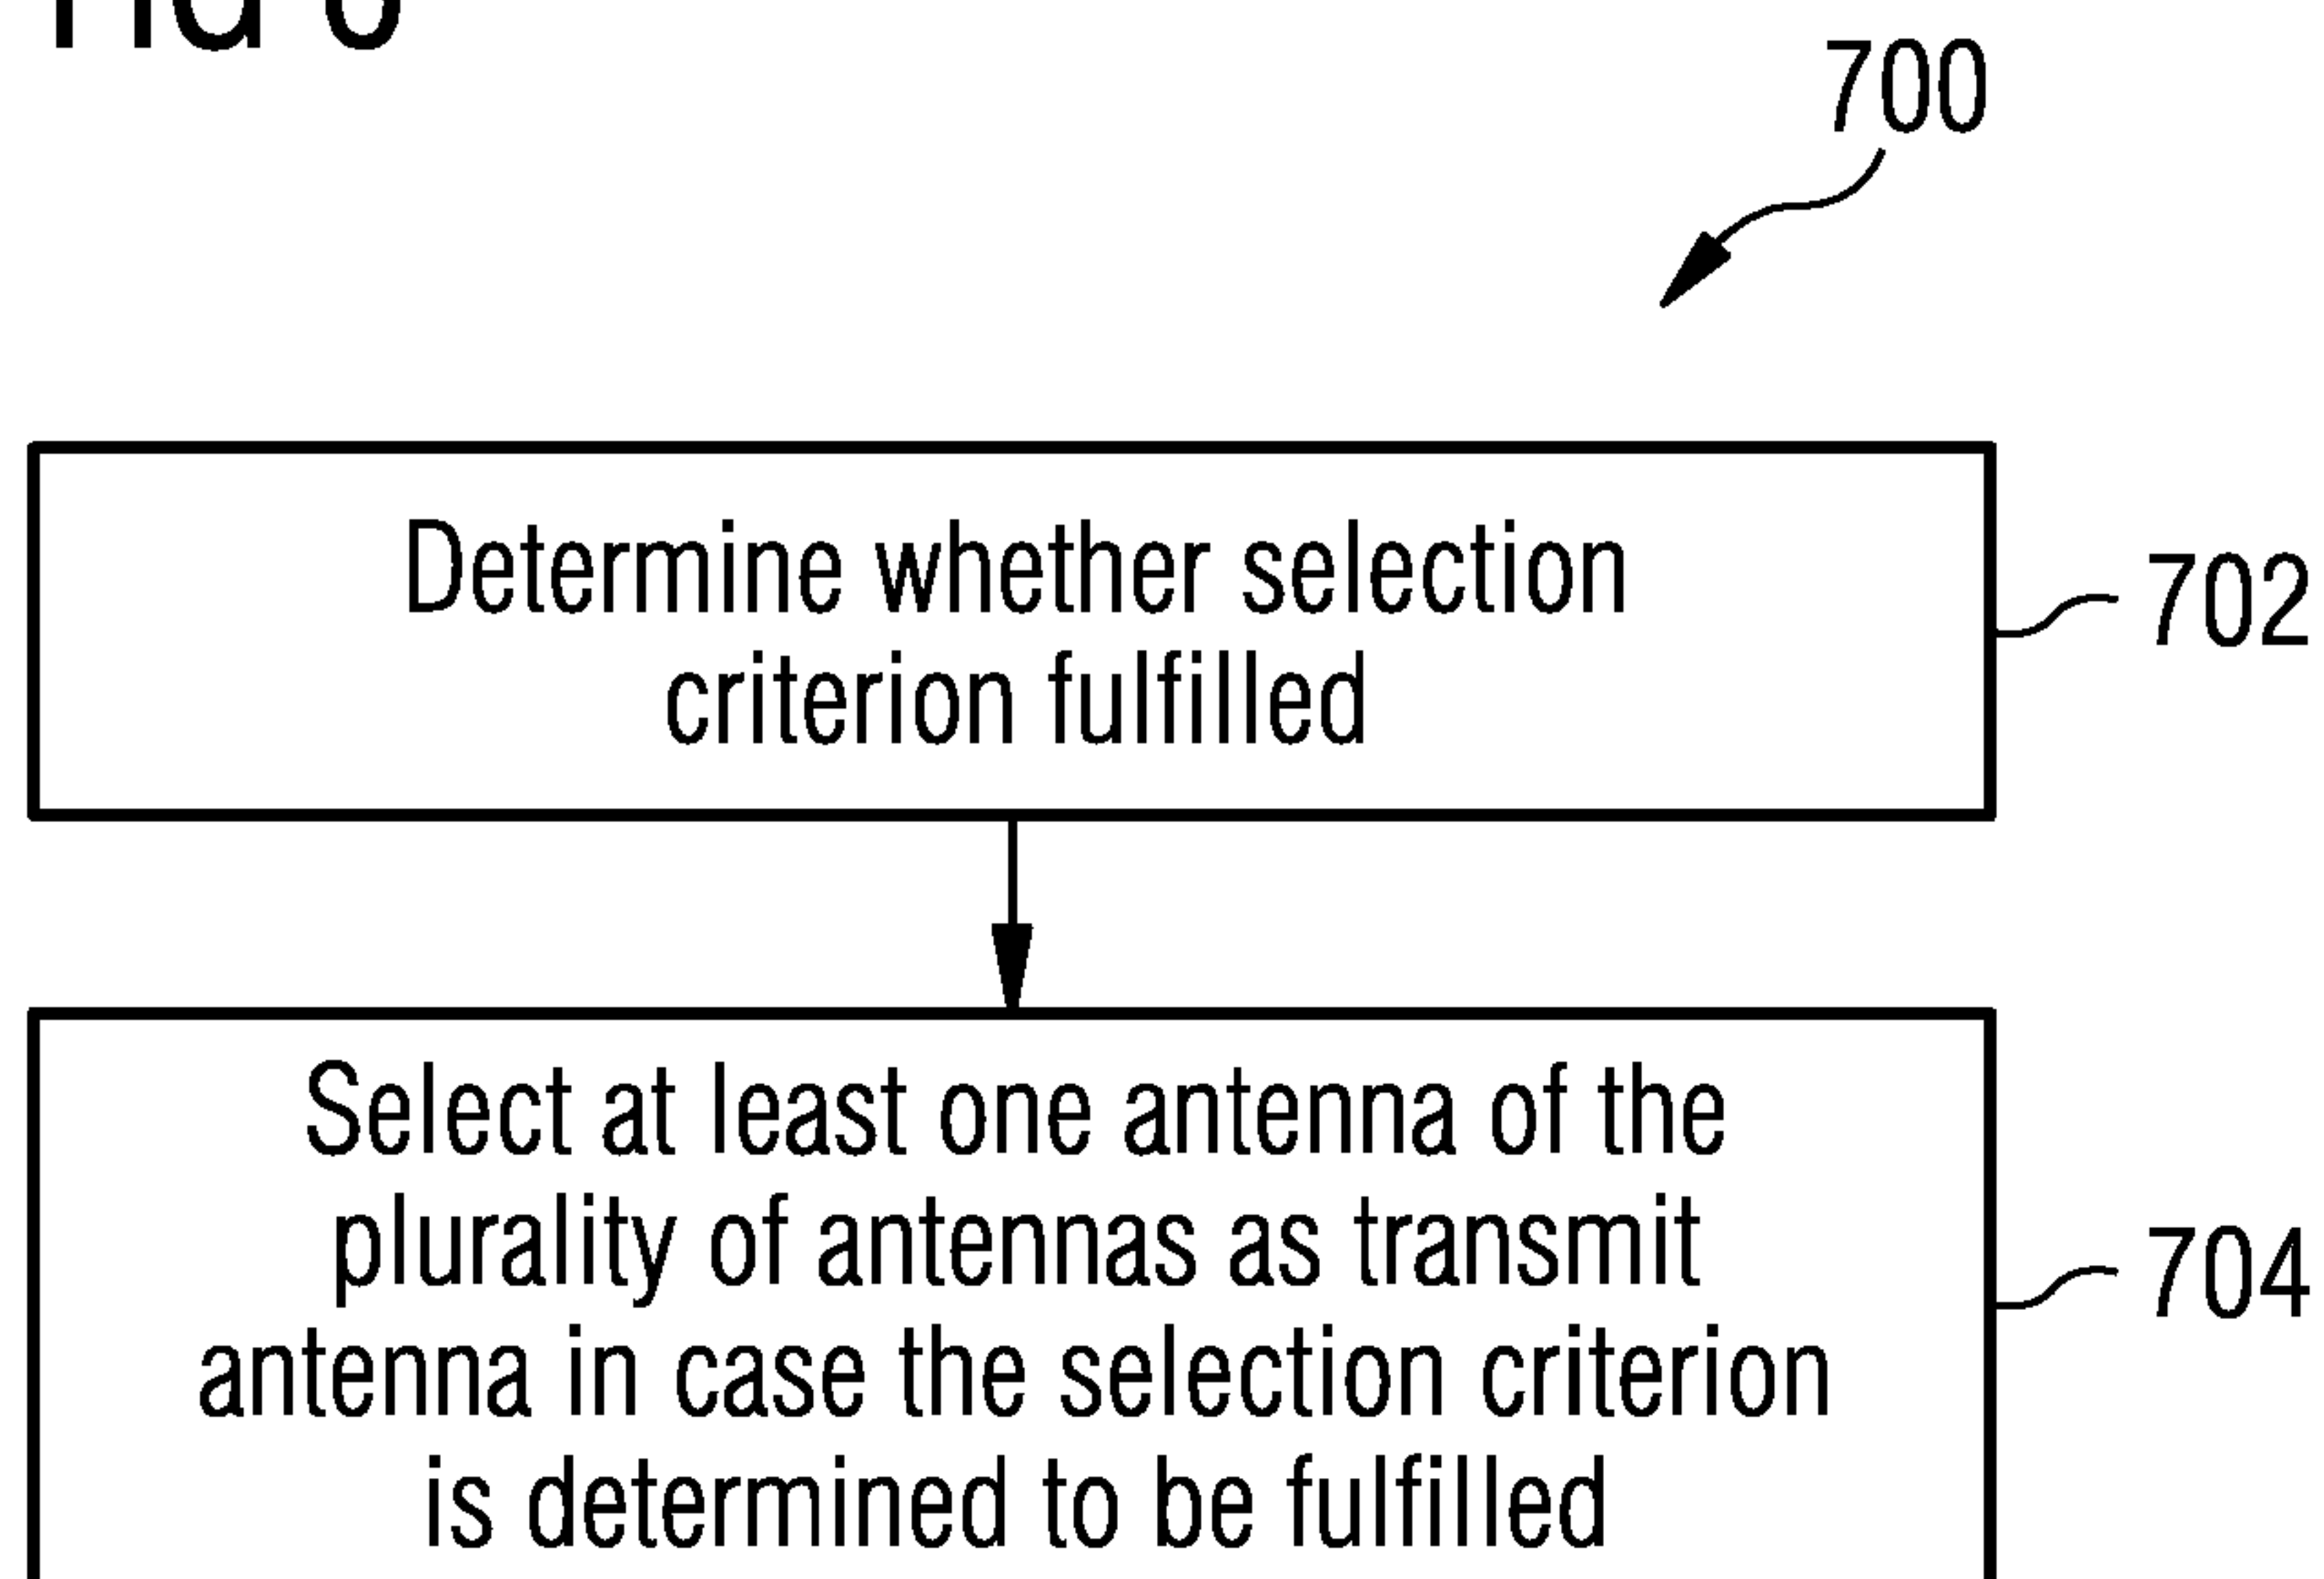 700
Determine whether selection
criterion fulfilled
702
Select at least one antenna of the
plurality of antennas as transmit
antenna in case the selection criterion
is determined to be fulfilled
704